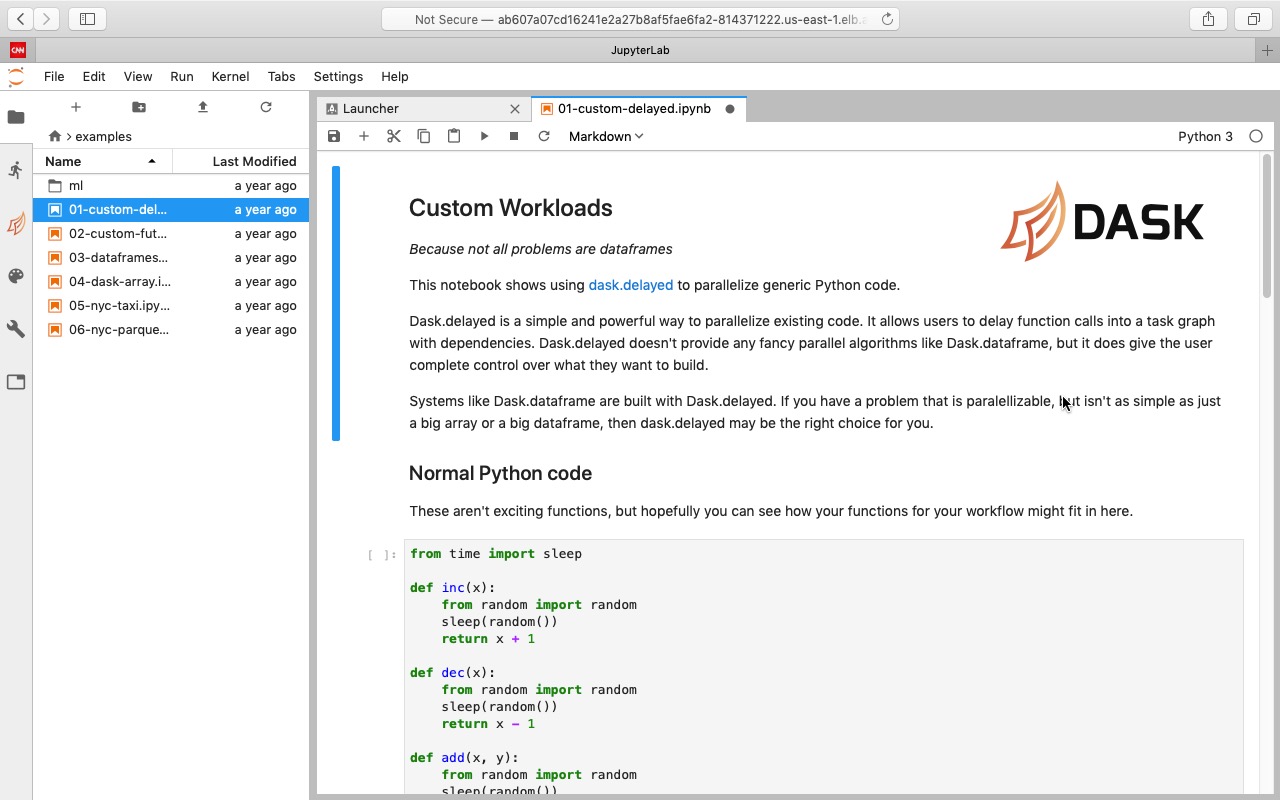 Not Secure — ab607a07cd16241e2a27b8af5fae6fa2-814371222.us-east-1.elb.a
CNN
JupyterLab
File Edit View Run Kernel Tabs Settings Help
Launcher
01-custom-delayed.ipynb
examples
Markdown
Python 3
Name Last Modified
ml a year ago
01-custom-del... a year ago
02-custom-fut... a year ago
03-dataframes... a year ago
04-dask-array.i... a year ago
05-nyc-taxi.ipy... a year ago
06-nyc-parque... a year ago
Custom Workloads
DASK
Because not all problems are dataframes
This notebook shows using dask.delayed to parallelize generic Python code.
Dask.delayed is a simple and powerful way to parallelize existing code. It allows users to delay function calls into a task graph
with dependencies. Dask.delayed doesn't provide any fancy parallel algorithms like Dask.dataframe, but it does give the user
complete control over what they want to build.
Systems like Dask.dataframe are built with Dask.delayed. If you have a problem that is paralellizable, but isn't as simple as just
a big array or a big dataframe, then dask.delayed may be the right choice for you.
Normal Python code
These aren't exciting functions, but hopefully you can see how your functions for your workflow might fit in here.
[ ]: from time import sleep
def inc(x):
    from random import random
    sleep(random())
    return x + 1
def dec(x):
    from random import random
    sleep(random())
    return x - 1
def add(x, y):
    from random import random
    sleep(random())